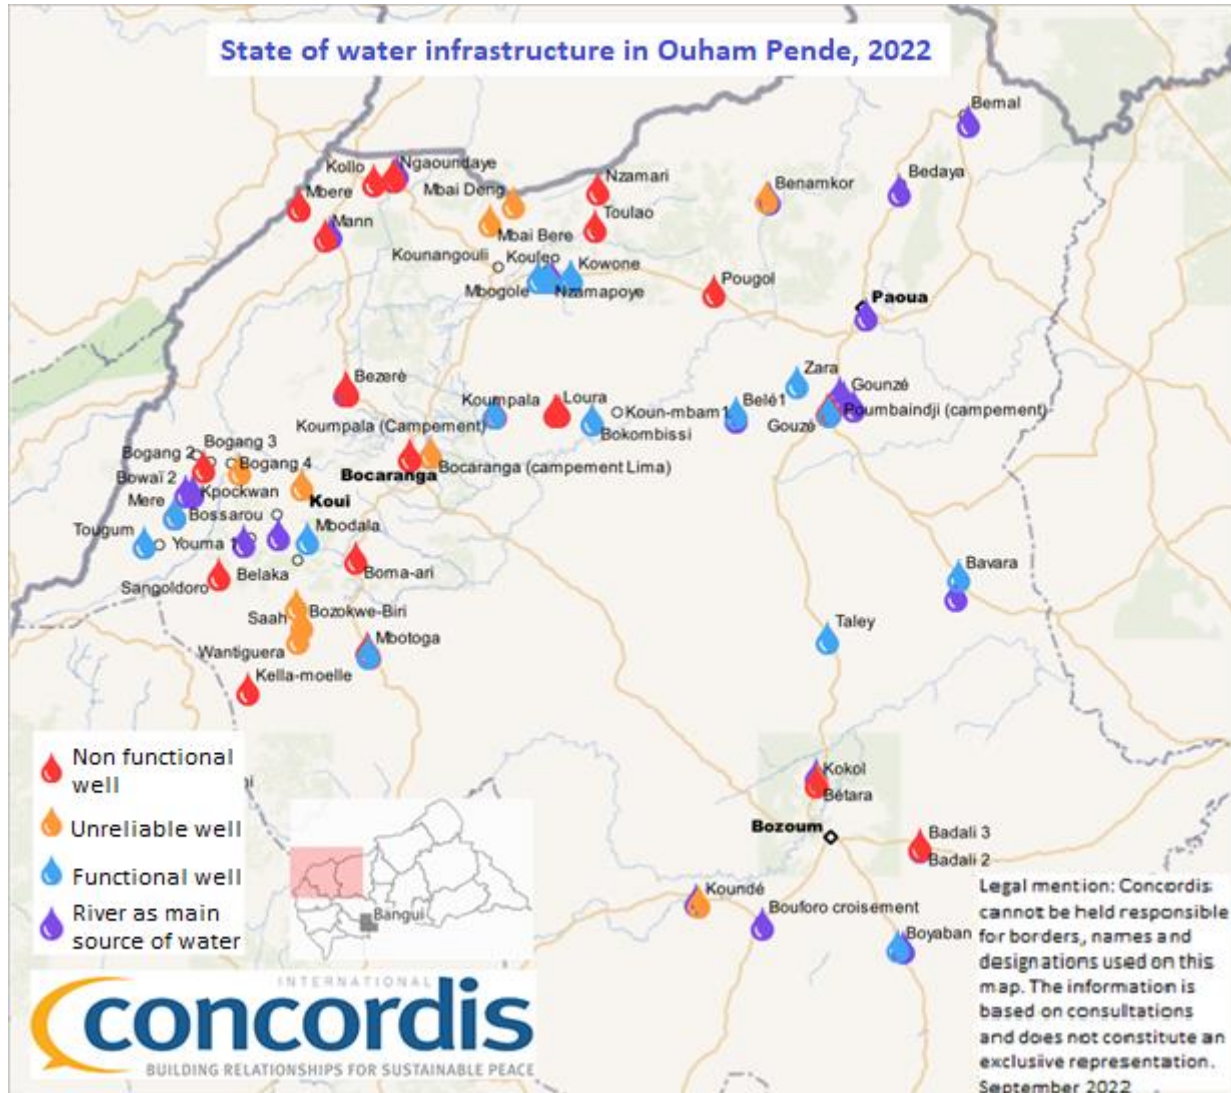 State of water infrastructure in Ouham Pende, 2022
Bemal
Kollo
Ngaoundaye
Mbai Deng
Nzamari
Benamkor
Bedaya
Mbere
Mann
Toulao
Mbai Bere
Kounangouli
Kouleo
Kowone
Mbogole
Nzamapoye
Pougol
Paoua
Bezerè
Zara
Gounzé
Koumpala
Loura
Koun-mbam1
Belé1
Poumbaindji (campement)
Koumpala (Campement)
Bokombissi
Gouzé
Bogang 3
Bogang 2
Bogang 4
Bocaranga (campement Lima)
Bocaranga
Bowaï 2
Kpockwan
Koui
Mere
Bossarou
Tougum
Youma 1
Mbodala
Belaka
Boma-ari
Sangoldoro
Bavara
Bozokwe-Biri
Saah
Taley
Mbotoga
Wantiguera
Kella-moelle
Non functional
well
Unreliable well
Functional well
River as main
source of water
Bangui
Kokol
Bétara
Bozoum
Badali 3
Badali 2
Koundé
Bouforo croisement
Boyaban
Legal mention: Concordis
cannot be held responsible
for borders, names and
designations used on this
map. The information is
based on consultations
and does not constitute an
exclusive representation.
September 2022
INTERNATIONAL
concordis
BUILDING RELATIONSHIPS FOR SUSTAINABLE PEACE